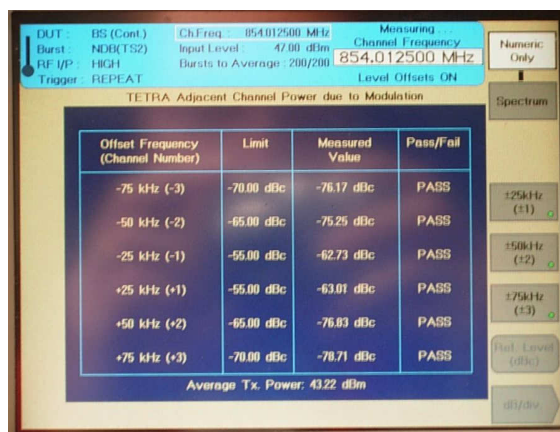 DUT : BS (Cont.) Ch.Freq. : 854.012500 MHz Measuring . . .
Burst : NDB(TS2) Input Level : 47.00 dBm Channel Frequency
RF I/P : HIGH Bursts to Average : 200/200 854.012500 MHz
Trigger : REPEAT Level Offsets ON
Numeric
Only
TETRA Adjacent Channel Power due to Modulation
Spectrum
Offset Frequency Limit Measured Pass/Fail
(Channel Number) Value
-75 kHz (-3) -70.00 dBc -76.17 dBc PASS
-50 kHz (-2) -65.00 dBc -75.25 dBc PASS
-25 kHz (-1) -55.00 dBc -62.73 dBc PASS
+25 kHz (+1) -55.00 dBc -63.01 dBc PASS
+50 kHz (+2) -65.00 dBc -76.83 dBc PASS
+75 kHz (+3) -70.00 dBc -78.71 dBc PASS
Average Tx. Power: 43.22 dBm
±25kHz
(±1)
±50kHz
(±2)
±75kHz
(±3)
Ref. Level
(dBc)
dB/div.